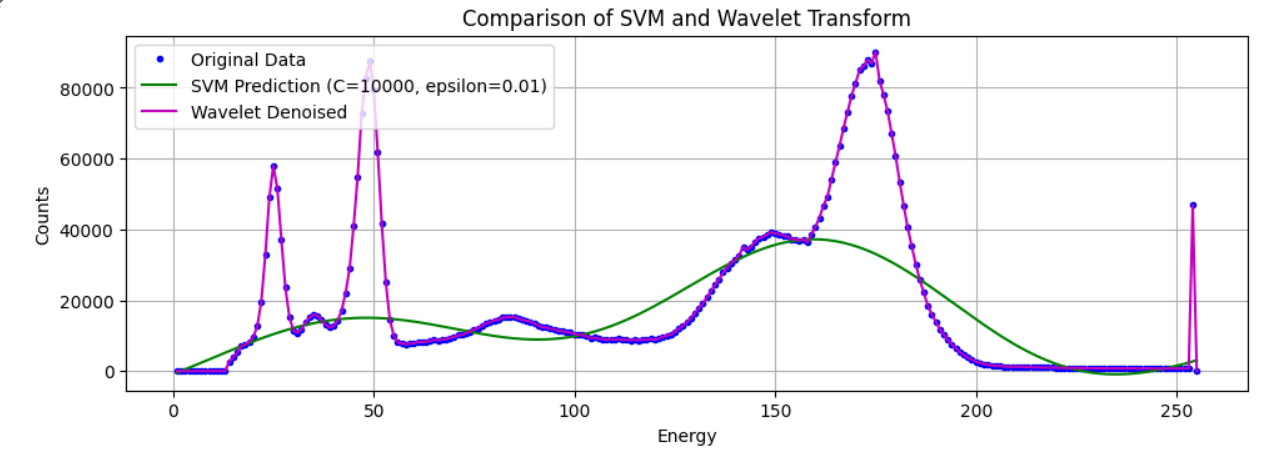 Comparison of SVM and Wavelet Transform
Original Data
SVM Prediction (C=10000, epsilon=0.01)
Wavelet Denoised
Counts
80000
60000
40000
20000
0
0 50 100 150 200 250
Energy